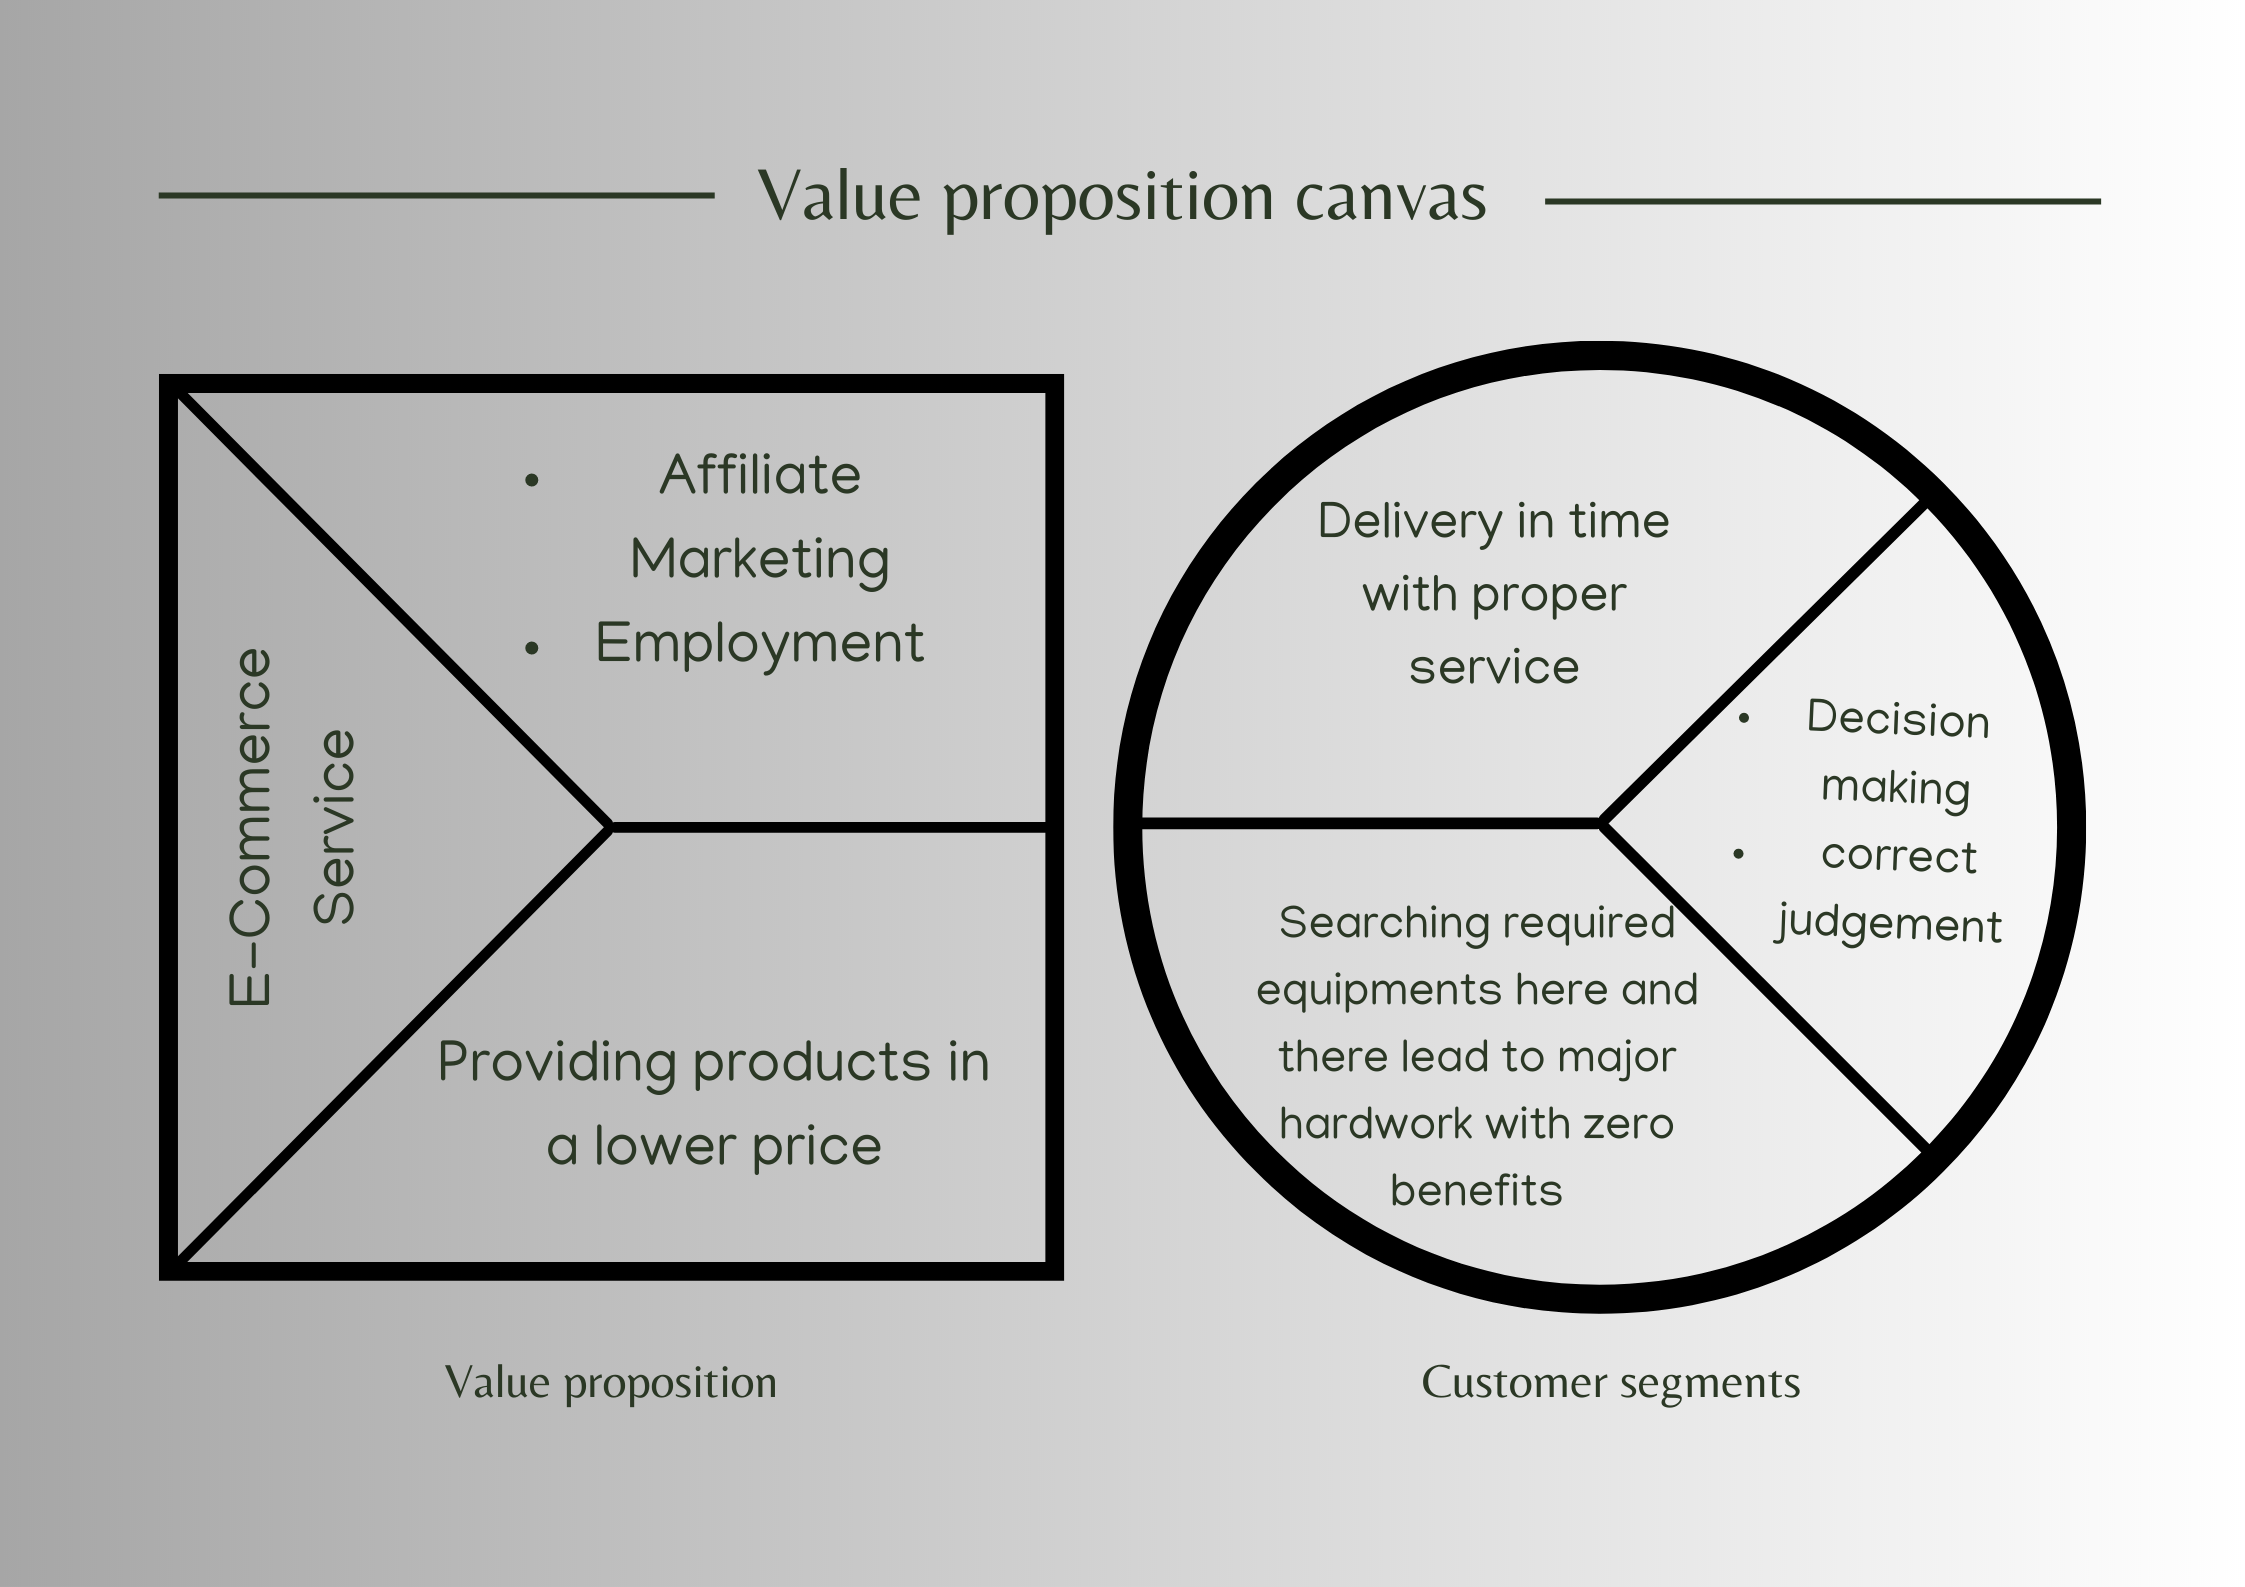 Value proposition canvas
E-Commerce
Service
• Affiliate
Marketing
• Employment
Providing products in
a lower price
Delivery in time
with proper
service
• Decision
making
• correct
judgement
Searching required
equipments here and
there lead to major
hardwork with zero
benefits
Value proposition
Customer segments